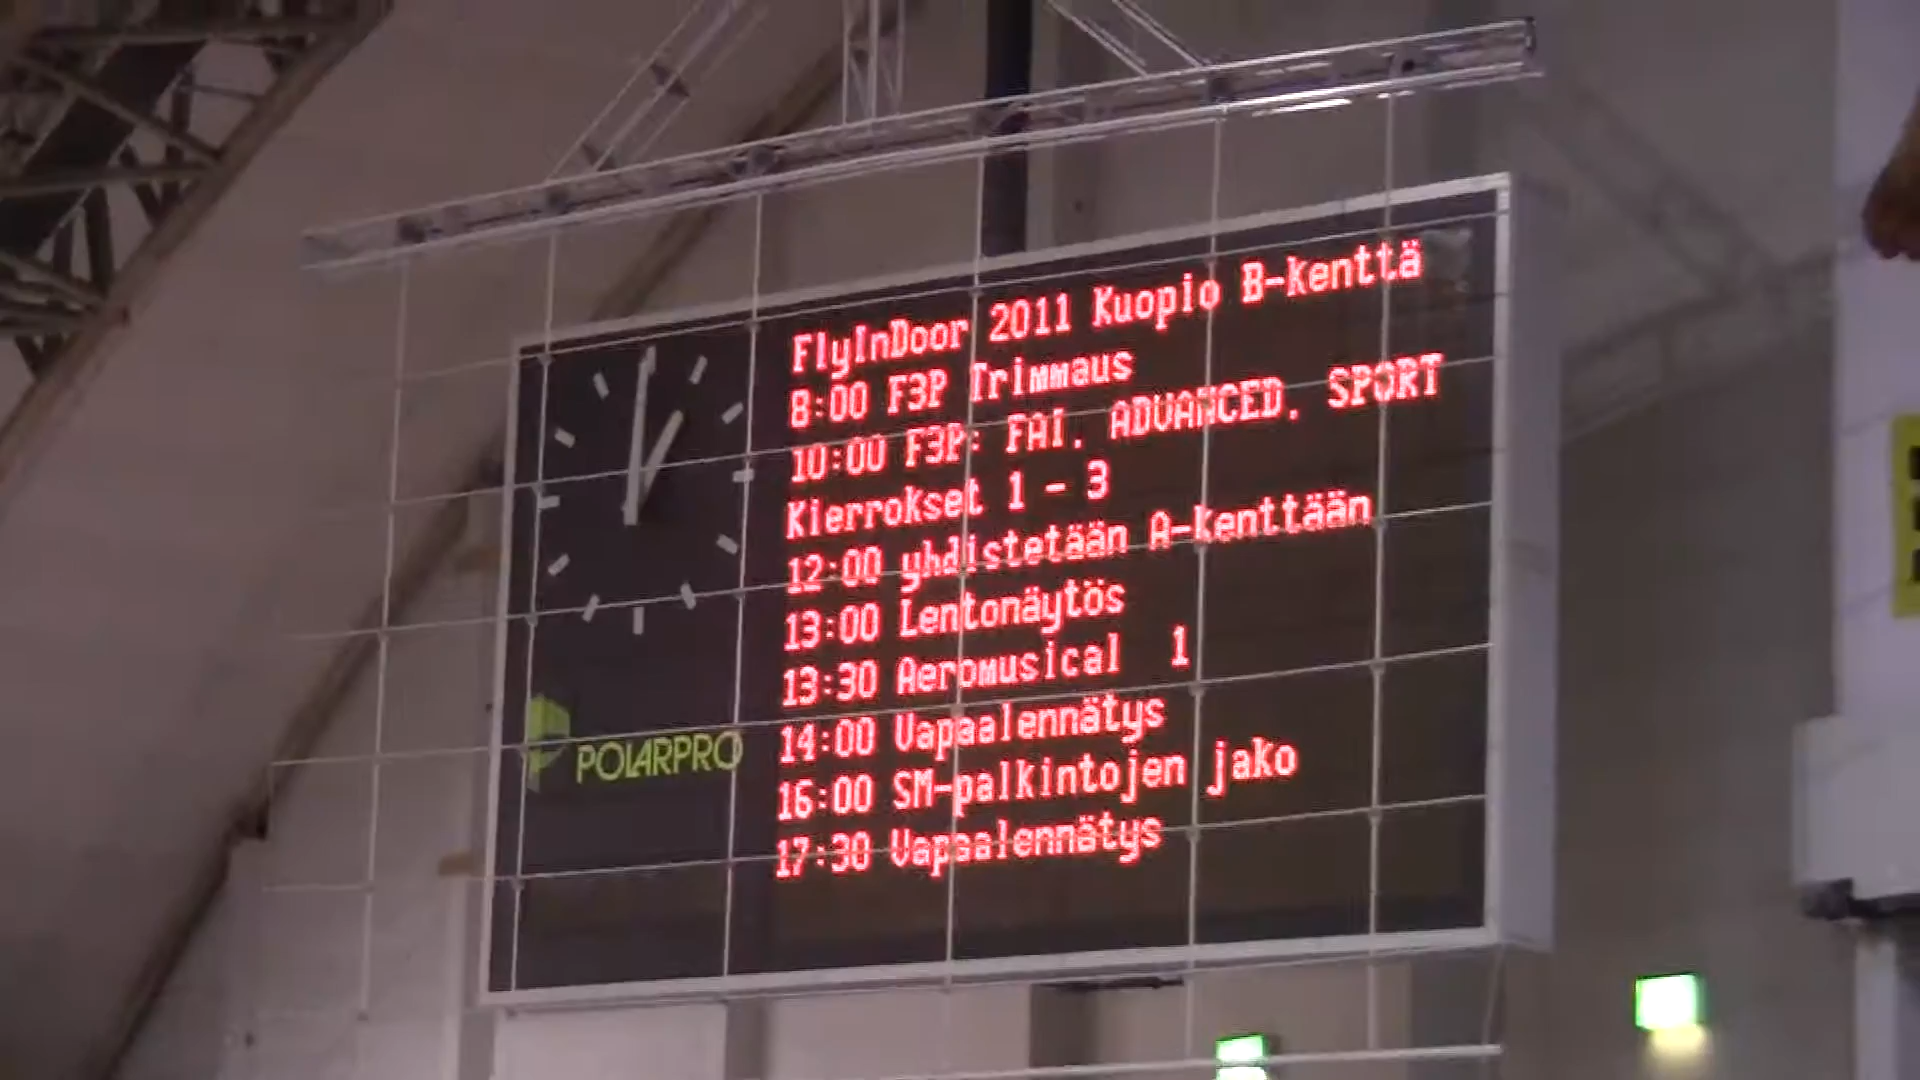 FlyInDoor 2011 Kuopio B-kenttä
8:00 F3P Trimmaus
10:00 F3P: FAI, ADVANCED, SPORT
Kierrokset 1 - 3
12:00 yhdistetään A-kenttään
13:00 Lentonäytös
13:30 Aeromusical 1
14:00 Vapaalennätys
16:00 SM-palkintojen jako
17:30 Vapaalennätys
POLARPRO